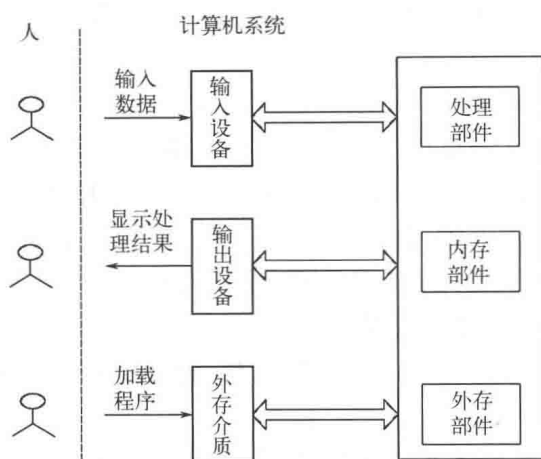 人
计算机系统
输入
数据
输入设备
处理
部件
显示处
理结果
输出设备
内存
部件
加载
程序
外存介质
外存
部件